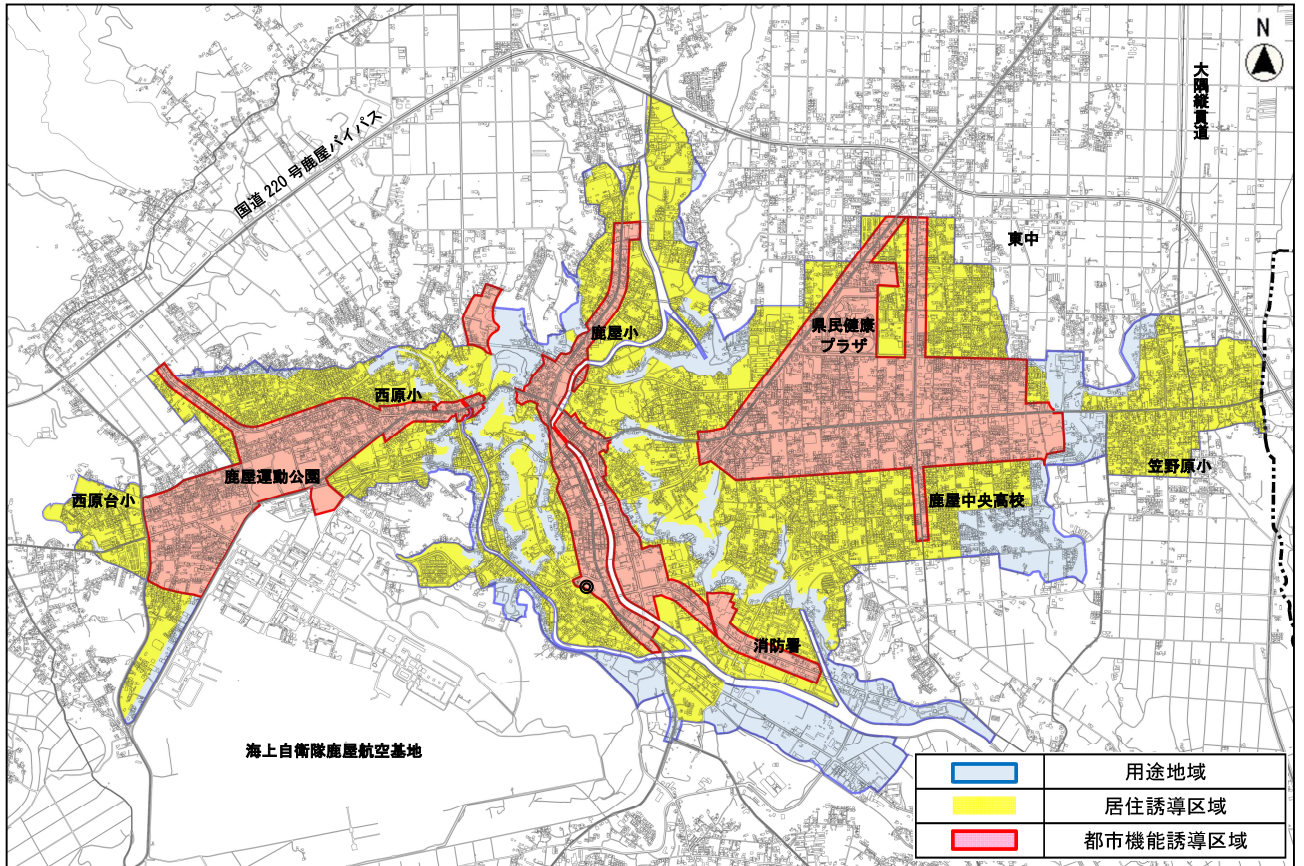 N
大隅縦貫道
国道220号鹿屋バイパス
東中
県民健康
プラザ
鹿屋小
西原小
鹿屋運動公園
西原台小
笠野原小
鹿屋中央高校
消防署
海上自衛隊鹿屋航空基地
用途地域
居住誘導区域
都市機能誘導区域